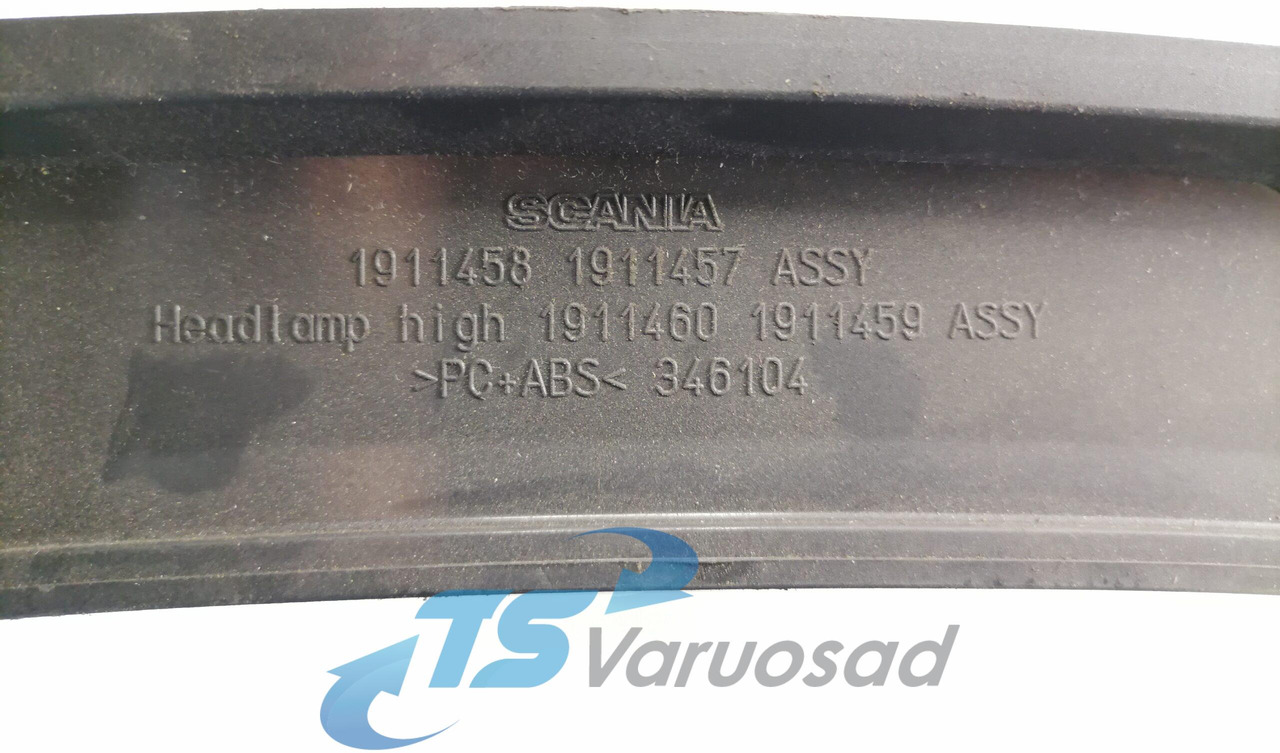 SCANIA
1911458 1911457 ASSY
Headlamp high 1911460 1911459 ASSY
>PC+ABS< 346104
TS Varuosad